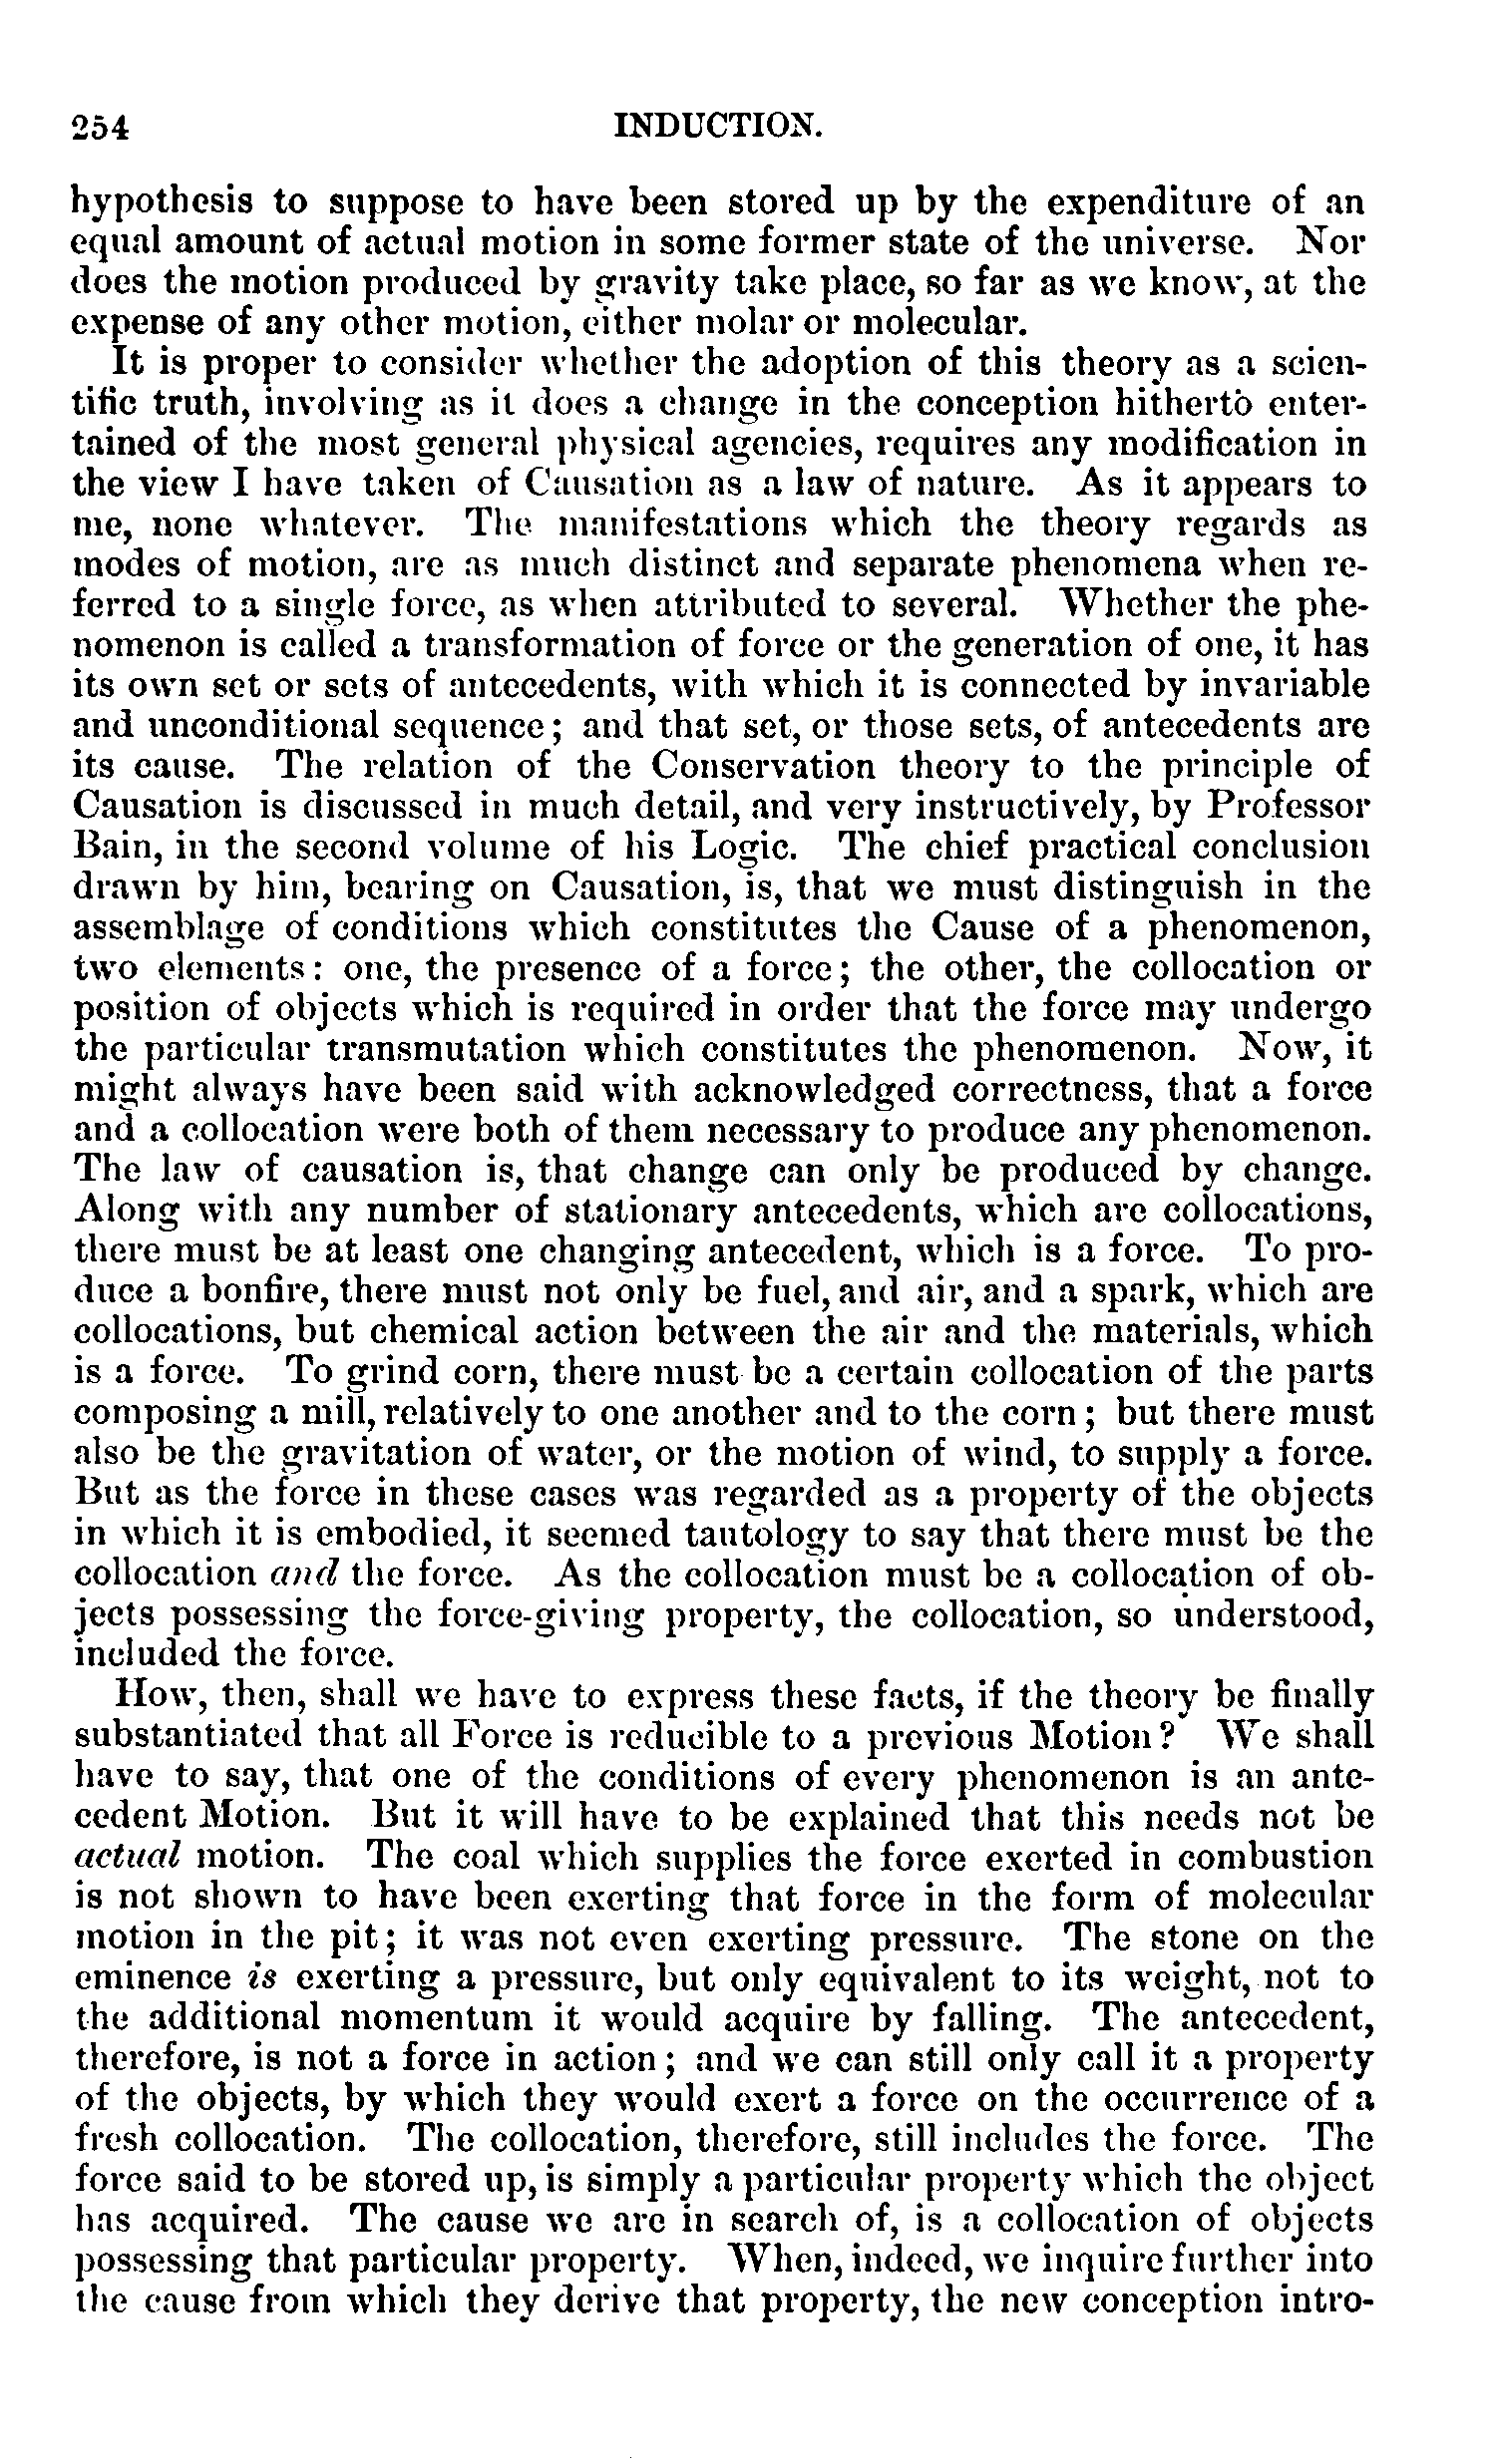 254 INDUCTION.
hypothesis to suppose to have been stored up by the expenditure of an
equal amount of actual motion in some former state of the universe. Nor
does the motion produced by gravity take place, so far as we know, at the
expense of any other motion, either molar or molecular.
It is proper to consider whether the adoption of this theory as a scien-
tific truth, involving as it does a change in the conception hitherto enter-
tained of the most general physical agencies, requires any modification in
the view I have taken of Causation as a law of nature. As it appears to
me, none whatever. The manifestations which the theory regards as
modes of motion, are as much distinct and separate phenomena when re-
ferred to a single force, as when attributed to several. Whether the phe-
nomenon is called a transformation of force or the generation of one, it has
its own set or sets of antecedents, with which it is connected by invariable
and unconditional sequence; and that set, or those sets, of antecedents are
its cause. The relation of the Conservation theory to the principle of
Causation is discussed in much detail, and very instructively, by Professor
Bain, in the second volume of his Logic. The chief practical conclusion
drawn by him, bearing on Causation, is, that we must distinguish in the
assemblage of conditions which constitutes the Cause of a phenomenon,
two elements: one, the presence of a force; the other, the collocation or
position of objects which is required in order that the force may undergo
the particular transmutation which constitutes the phenomenon. Now, it
might always have been said with acknowledged correctness, that a force
and a collocation were both of them necessary to produce any phenomenon.
The law of causation is, that change can only be produced by change.
Along with any number of stationary antecedents, which are collocations,
there must be at least one changing antecedent, which is a force. To pro-
duce a bonfire, there must not only be fuel, and air, and a spark, which are
collocations, but chemical action between the air and the materials, which
is a force. To grind corn, there must be a certain collocation of the parts
composing a mill, relatively to one another and to the corn; but there must
also be the gravitation of water, or the motion of wind, to supply a force.
But as the force in these cases was regarded as a property of the objects
in which it is embodied, it seemed tautology to say that there must be the
collocation and the force. As the collocation must be a collocation of ob-
jects possessing the force-giving property, the collocation, so understood,
included the force.
How, then, shall we have to express these facts, if the theory be finally
substantiated that all Force is reducible to a previous Motion? We shall
have to say, that one of the conditions of every phenomenon is an ante-
cedent Motion. But it will have to be explained that this needs not be
actual motion. The coal which supplies the force exerted in combustion
is not shown to have been exerting that force in the form of molecular
motion in the pit; it was not even exerting pressure. The stone on the
eminence is exerting a pressure, but only equivalent to its weight, not to
the additional momentum it would acquire by falling. The antecedent,
therefore, is not a force in action; and we can still only call it a property
of the objects, by which they would exert a force on the occurrence of a
fresh collocation. The collocation, therefore, still includes the force. The
force said to be stored up, is simply a particular property which the object
has acquired. The cause we are in search of, is a collocation of objects
possessing that particular property. When, indeed, we inquire further into
the cause from which they derive that property, the new conception intro-